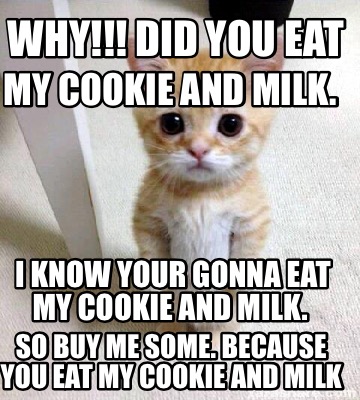 WHY!!! DID YOU EAT
MY COOKIE AND MILK.
I KNOW YOUR GONNA EAT
MY COOKIE AND MILK.
SO BUY ME SOME. BECAUSE
YOU EAT MY COOKIE AND MILK